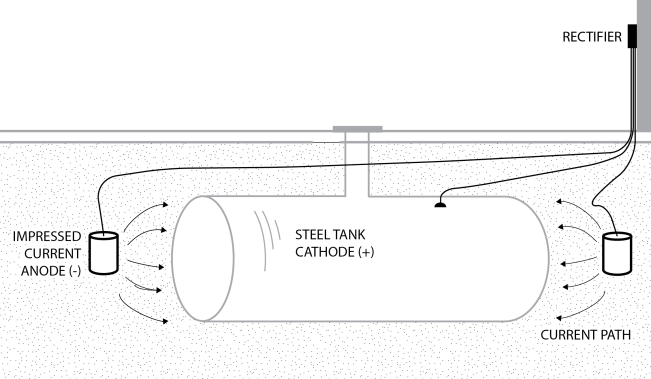 RECTIFIER
IMPRESSED
CURRENT
ANODE (-)
STEEL TANK
CATHODE (+)
CURRENT PATH